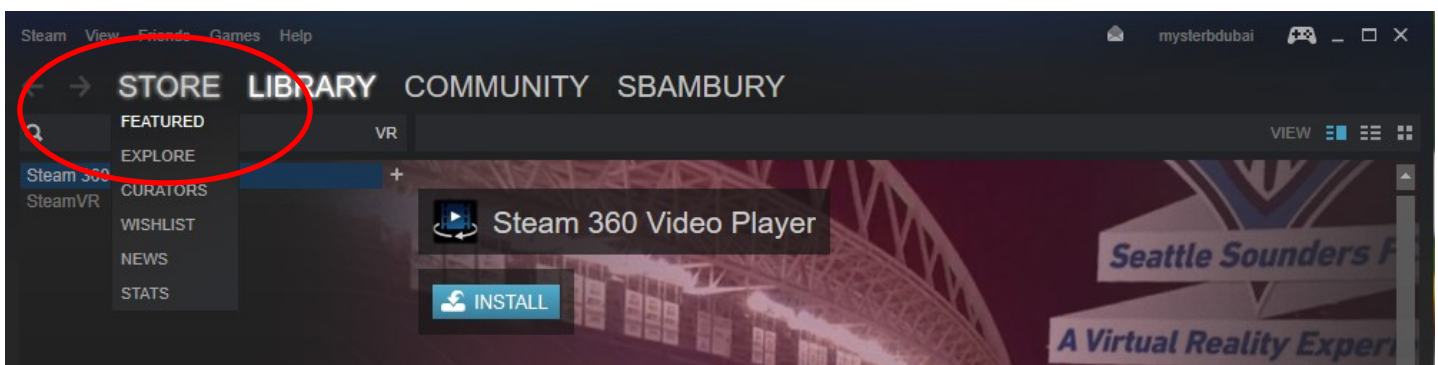 Steam View Friends Games Help mysterbdubai
STORE LIBRARY COMMUNITY SBAMBURY
FEATURED
VR VIEW
EXPLORE
Steam 360 +
CURATORS
SteamVR
WISHLIST
NEWS
STATS
Steam 360 Video Player
INSTALL
Seattle Sounders F
A Virtual Reality Experi